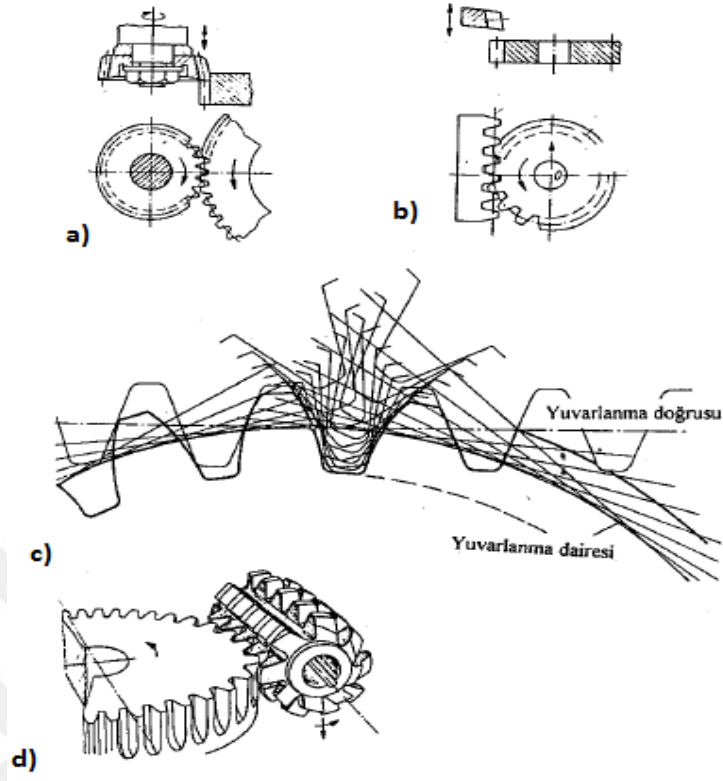 a)
b)
Yuvarlanma doğrusu
Yuvarlanma dairesi
c)
d)